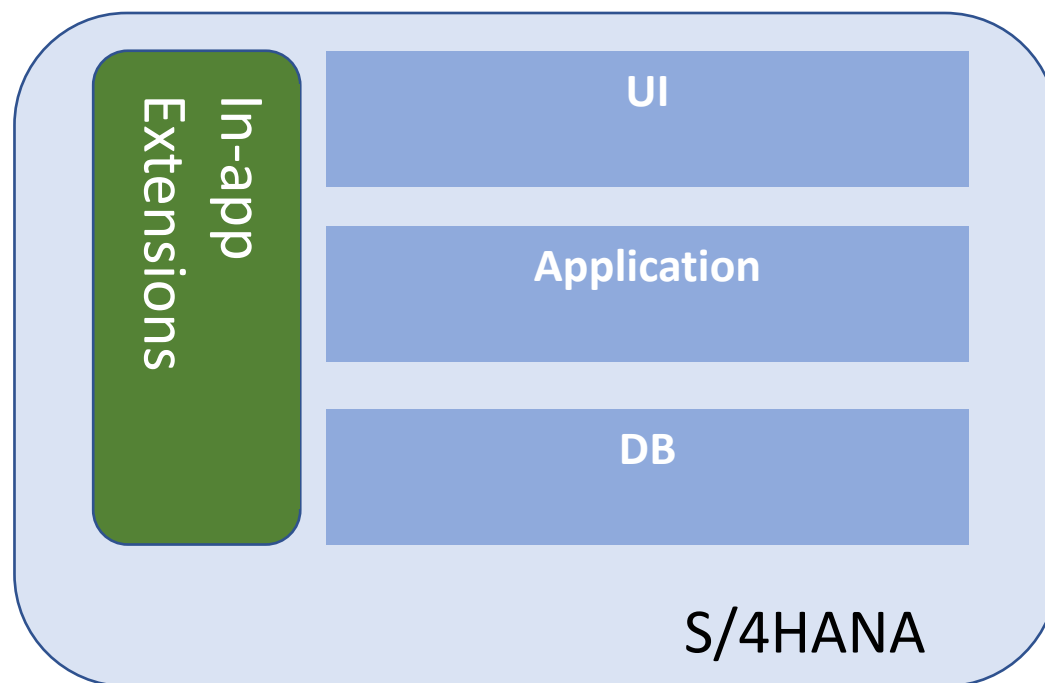 In-app
Extensions
UI
Application
DB
S/4HANA